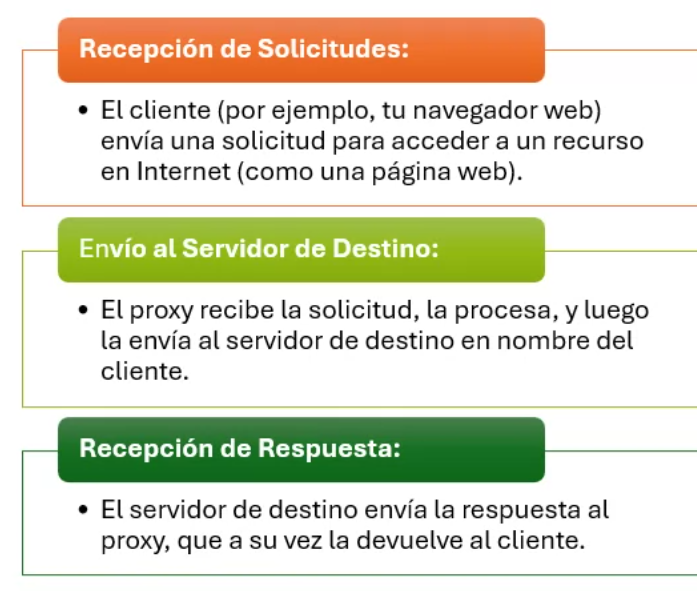 Recepción de Solicitudes:
• El cliente (por ejemplo, tu navegador web)
envía una solicitud para acceder a un recurso
en Internet (como una página web).
Envío al Servidor de Destino:
• El proxy recibe la solicitud, la procesa, y luego
la envía al servidor de destino en nombre del
cliente.
Recepción de Respuesta:
• El servidor de destino envía la respuesta al
proxy, que a su vez la devuelve al cliente.